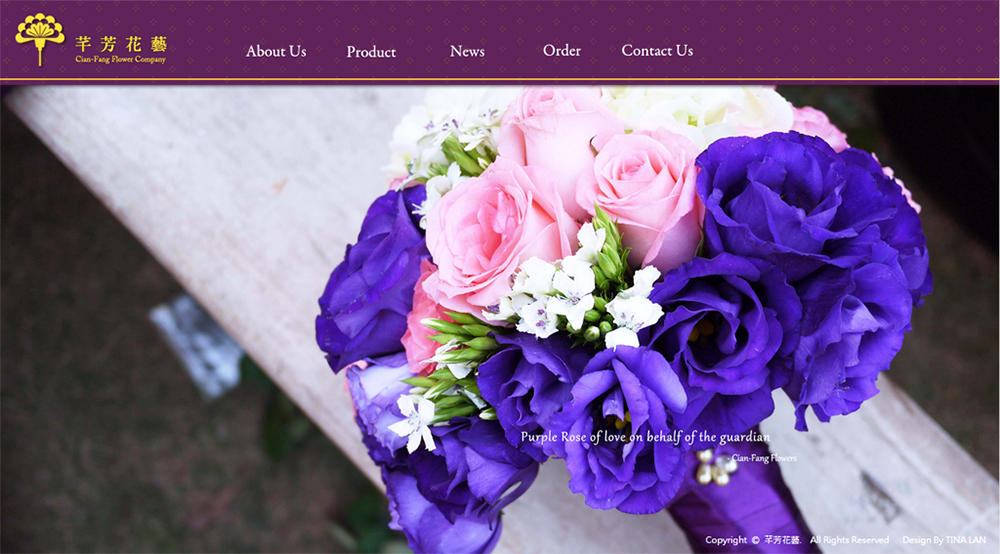 芊芳花藝
Cian-Fang Flower Company
About Us
Product
News
Order
Contact Us
Purple Rose of love on behalf of the guardian
- Cian-Fang Flowers
Copyright © 芊芳花藝. All Rights Reserved Design By TINA LAN